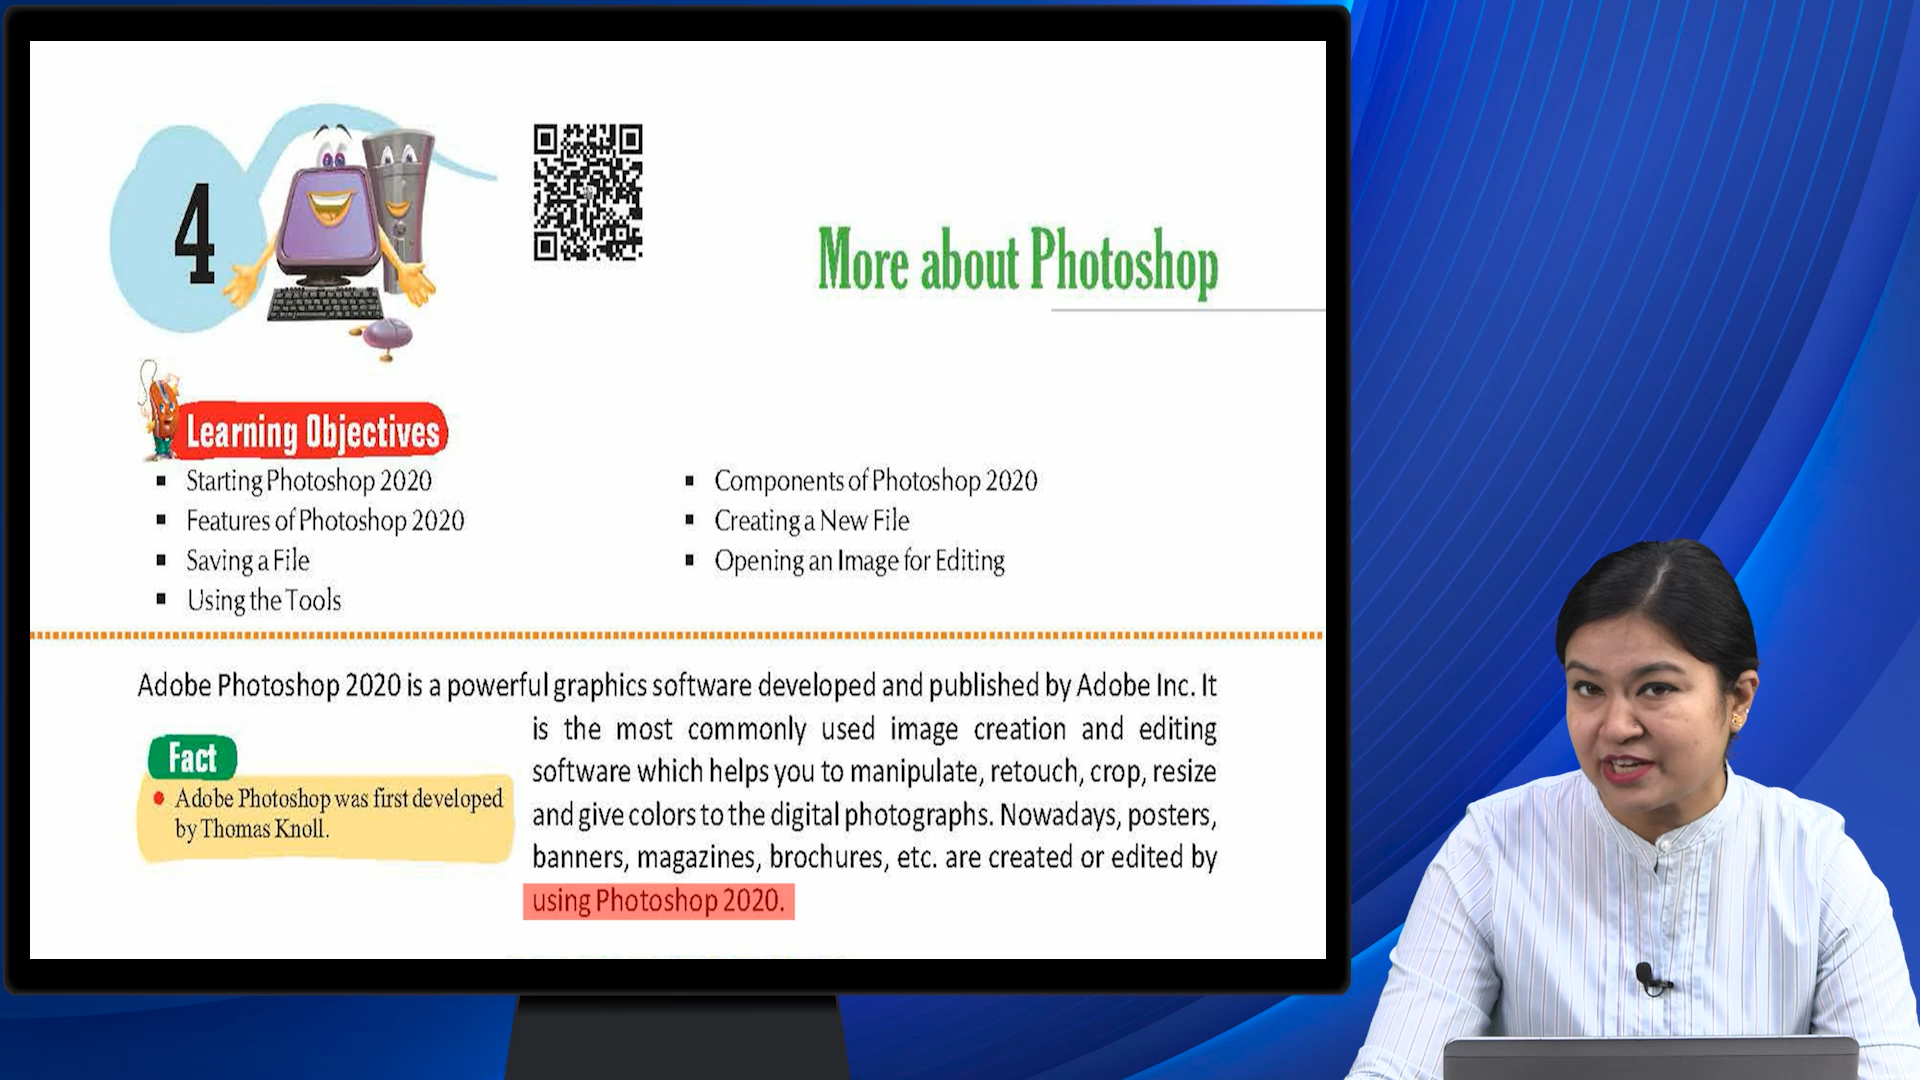 4
More about Photoshop
Learning Objectives
▪ Starting Photoshop 2020
▪ Features of Photoshop 2020
▪ Saving a File
▪ Using the Tools
▪ Components of Photoshop 2020
▪ Creating a New File
▪ Opening an Image for Editing
Adobe Photoshop 2020 is a powerful graphics software developed and published by Adobe Inc. It
is the most commonly used image creation and editing
software which helps you to manipulate, retouch, crop, resize
and give colors to the digital photographs. Nowadays, posters,
banners, magazines, brochures, etc. are created or edited by
using Photoshop 2020.
Fact
• Adobe Photoshop was first developed
by Thomas Knoll.